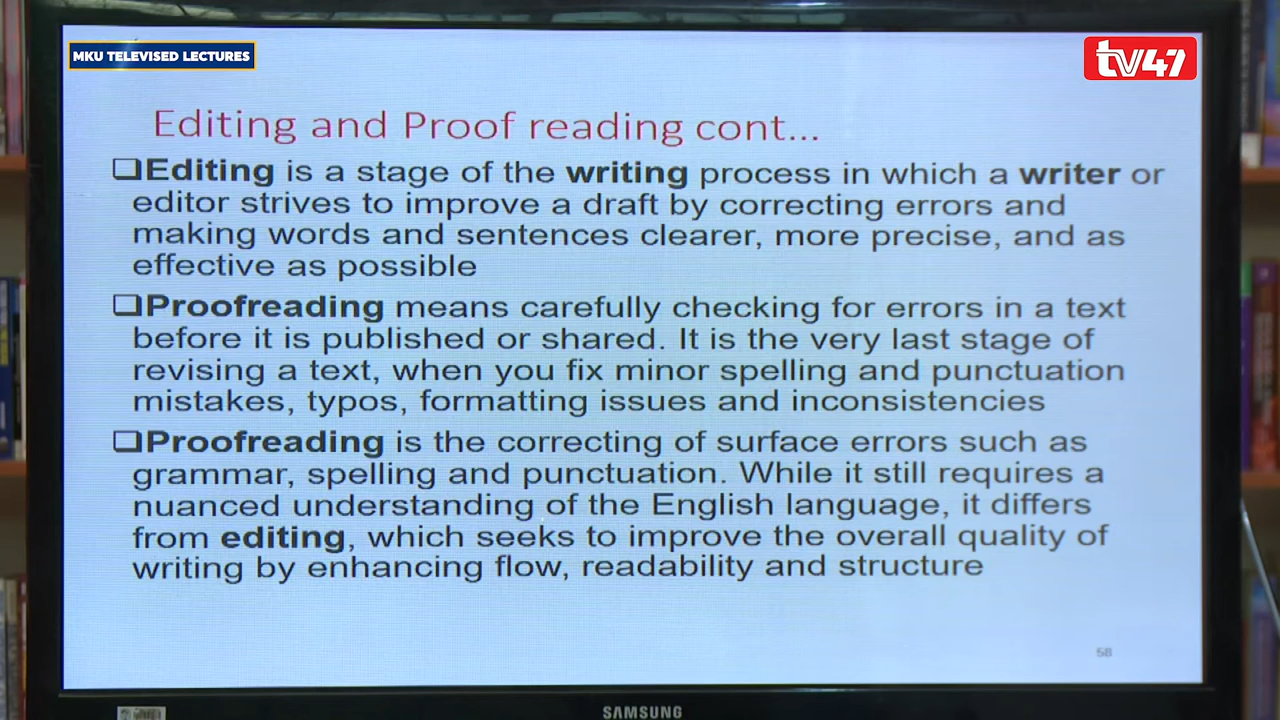 MKU TELEVISED LECTURES
tv47
Editing and Proof reading cont...
❑Editing is a stage of the writing process in which a writer or
editor strives to improve a draft by correcting errors and
making words and sentences clearer, more precise, and as
effective as possible
❑Proofreading means carefully checking for errors in a text
before it is published or shared. It is the very last stage of
revising a text, when you fix minor spelling and punctuation
mistakes, typos, formatting issues and inconsistencies
❑Proofreading is the correcting of surface errors such as
grammar, spelling and punctuation. While it still requires a
nuanced understanding of the English language, it differs
from editing, which seeks to improve the overall quality of
writing by enhancing flow, readability and structure
58
SAMSUNG